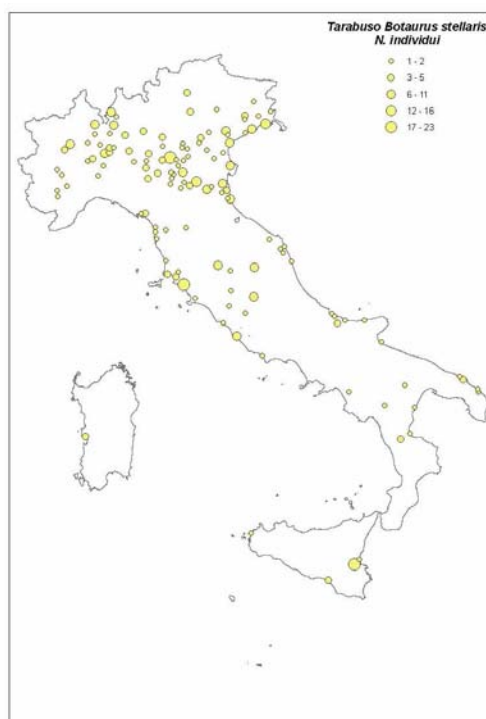 Tarabuso Botaurus stellaris
N. individui
1 - 2
3 - 5
6 - 11
12 - 16
17 - 23